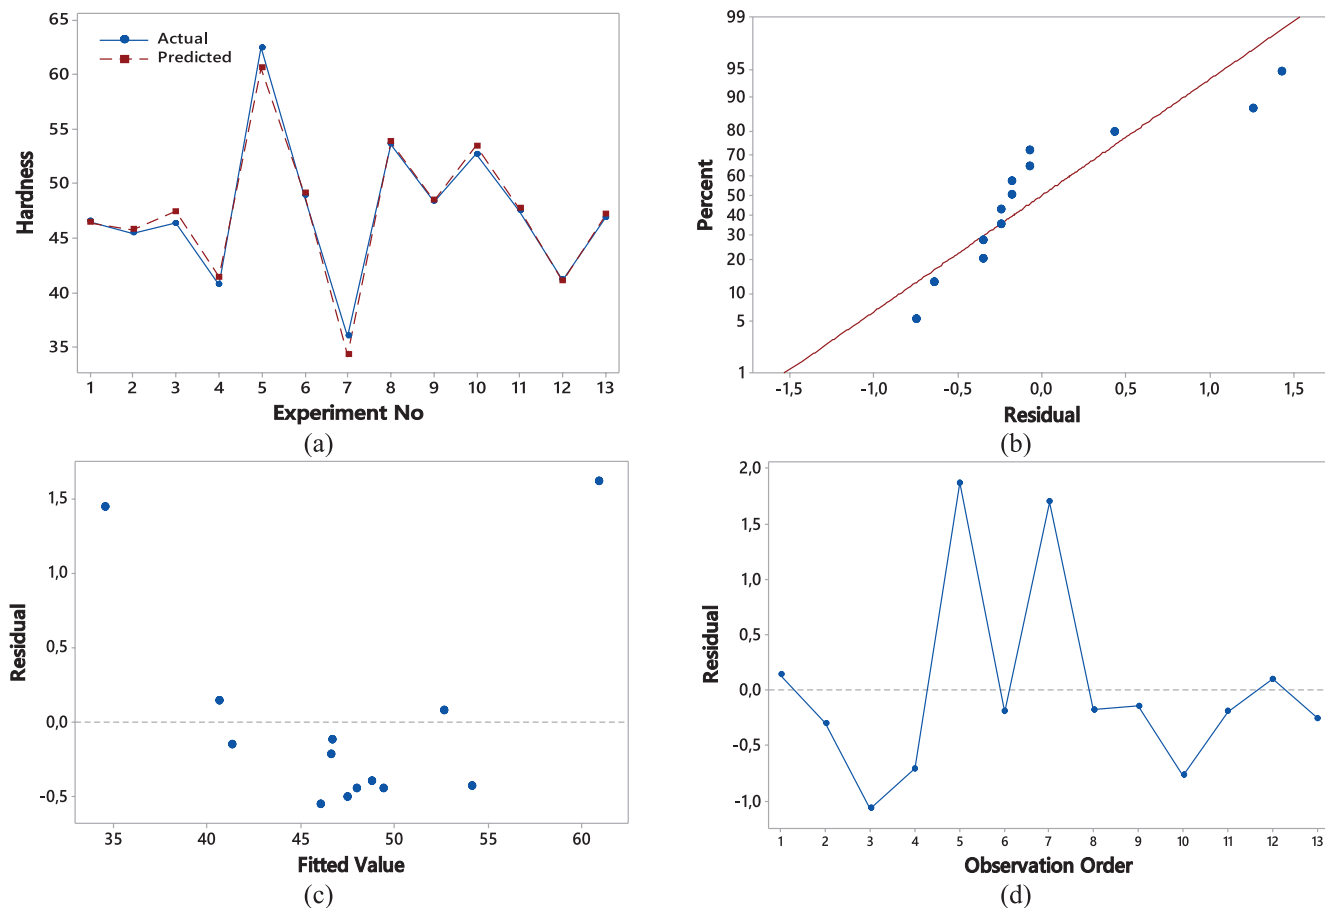 65
60
55
50
45
40
35
Hardness
Actual
Predicted
1 2 3 4 5 6 7 8 9 10 11 12 13
Experiment No
(a)
99
95
90
80
70
60
50
40
30
20
10
5
1
Percent
-1,5 -1,0 -0,5 0,0 0,5 1,0 1,5
Residual
(b)
1,5
1,0
0,5
0,0
-0,5
Residual
35 40 45 50 55 60
Fitted Value
(c)
2,0
1,5
1,0
0,5
0,0
-0,5
-1,0
Residual
1 2 3 4 5 6 7 8 9 10 11 12 13
Observation Order
(d)